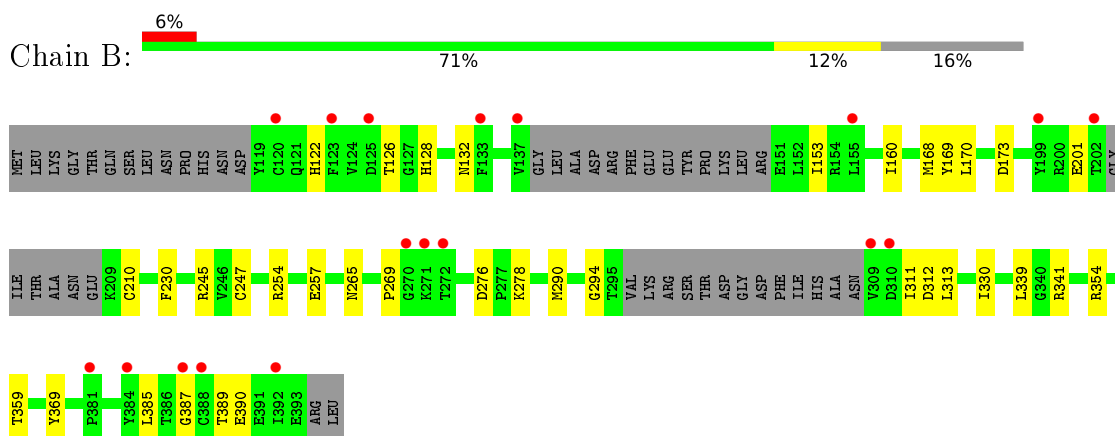 6%
Chain B:
71% 12% 16%
MET LEU LYS GLY THR GLN SER LEU ASN PRO HIS ASN ASP Y119 C120 Q121 H122 F123 V124 D125 T126 G127 H128 N132 F133 V137 GLY LEU ALA ASP ARG PHE GLU GLU TYR PRO LYS LEU ARG E151 L152 I153 R154 L155 I160 M168 Y169 L170 D173 Y199 R200 E201 T202 GLY
ILE THR ALA ASN GLU K209 C210 F230 R245 V246 C247 R254 E257 N265 P269 G270 K271 T272 D276 P277 K278 M290 G294 T295 VAL LYS ARG SER THR ASP GLY ASP PHE ILE HIS ALA ASN V309 D310 I311 D312 L313 I330 L339 G340 R341 R354
T359 Y369 P381 Y384 L385 T386 G387 C388 T389 E390 E391 I392 E393 ARG LEU